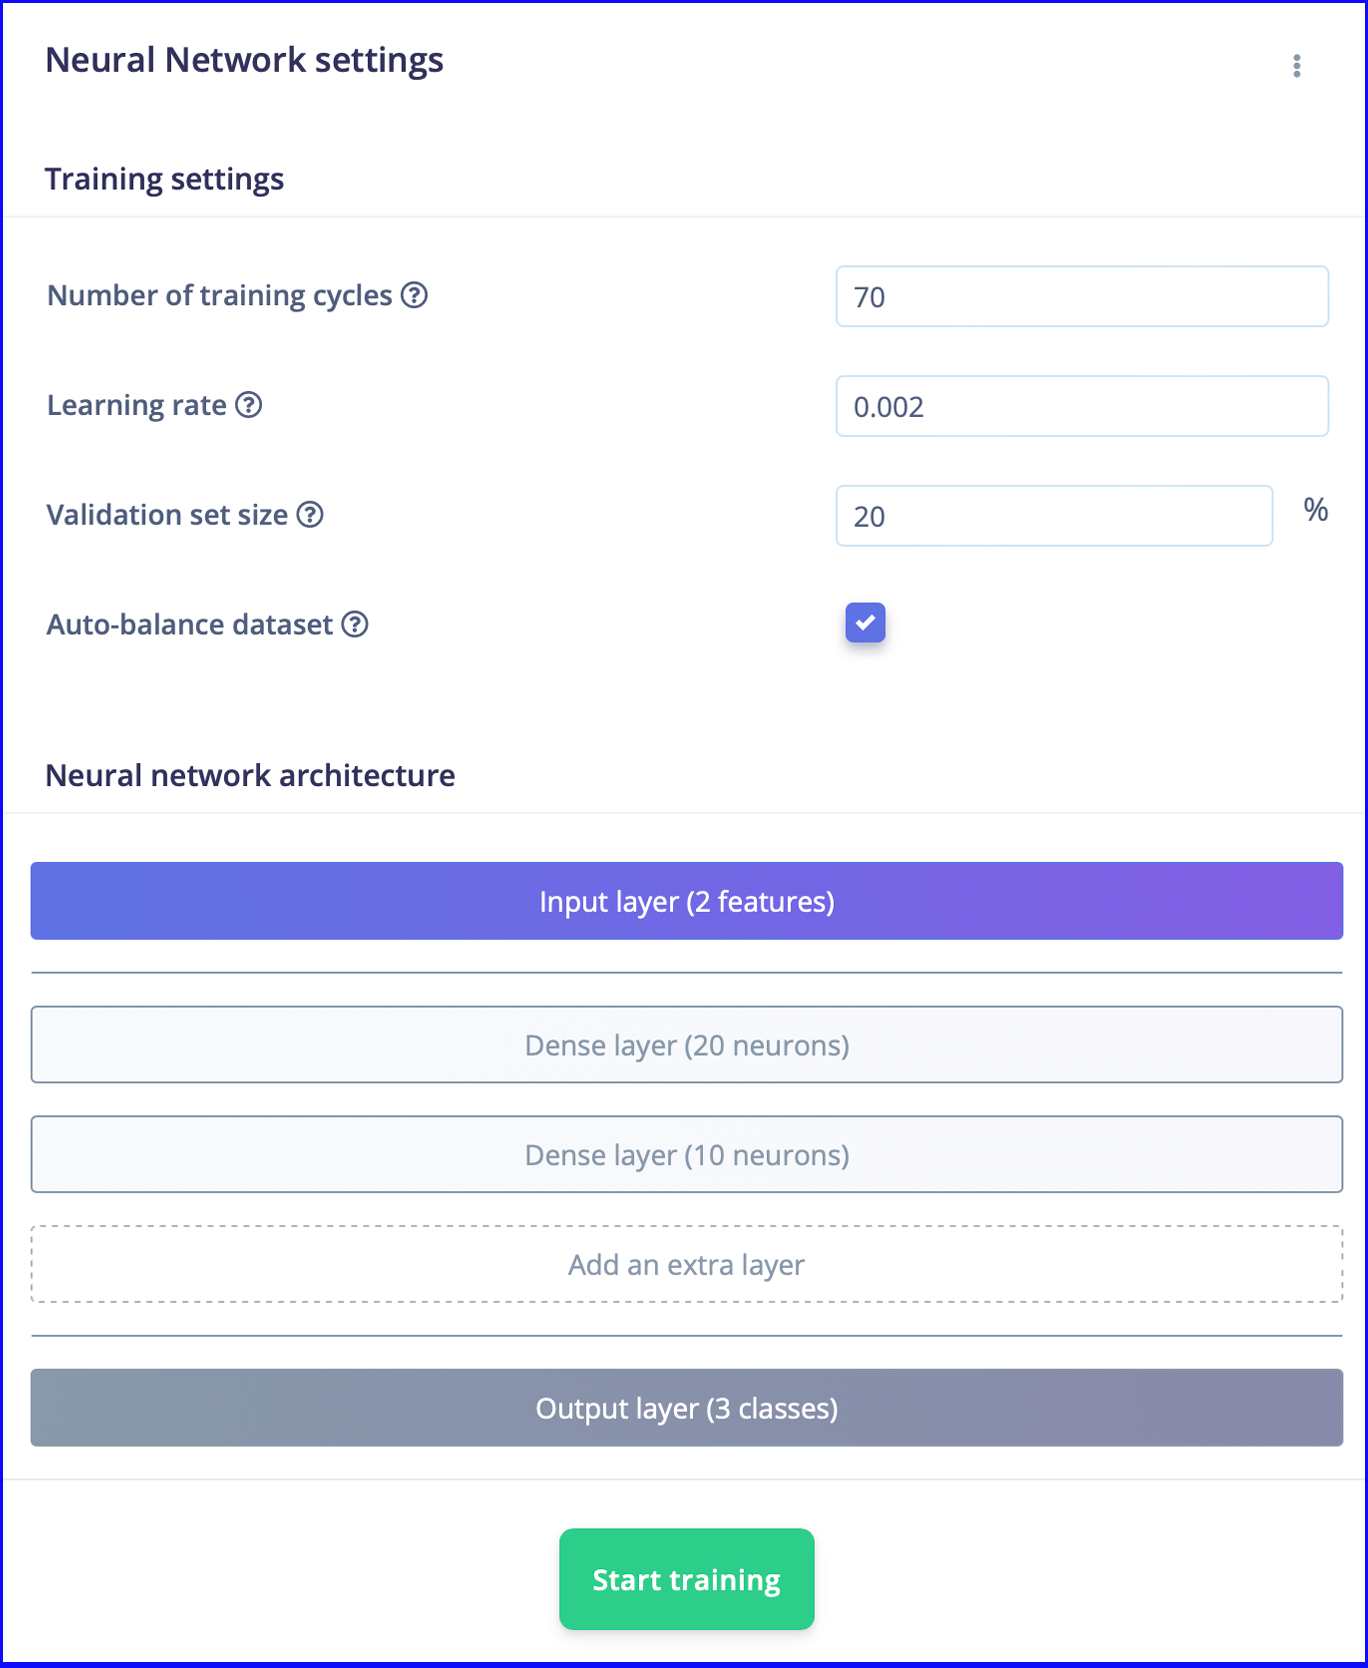 Neural Network settings
Training settings
Number of training cycles ?
70
Learning rate ?
0.002
Validation set size ?
20 %
Auto-balance dataset ?
Neural network architecture
Input layer (2 features)
Dense layer (20 neurons)
Dense layer (10 neurons)
Add an extra layer
Output layer (3 classes)
Start training